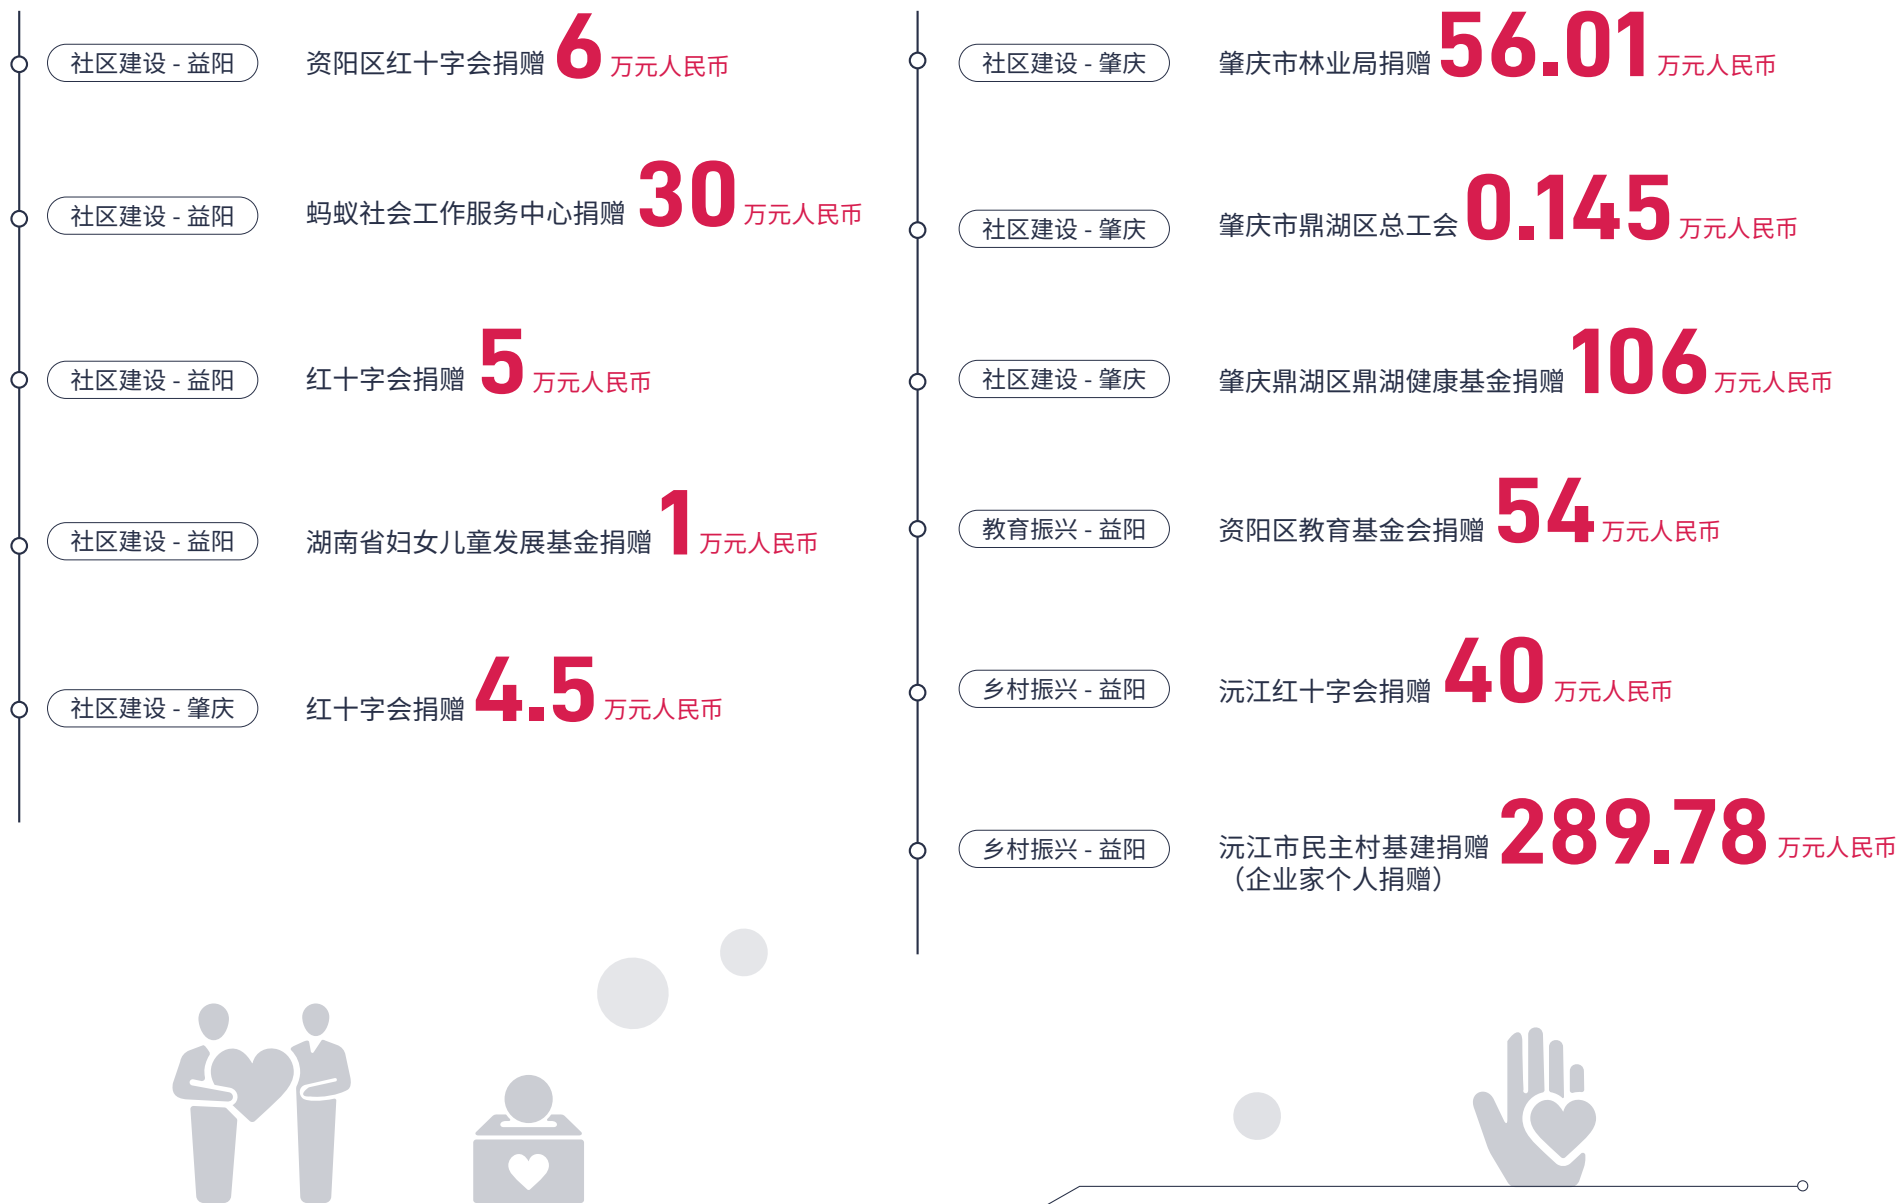 社区建设 - 益阳 资阳区红十字会捐赠 6 万元人民币
社区建设 - 益阳 蚂蚁社会工作服务中心捐赠 30 万元人民币
社区建设 - 益阳 红十字会捐赠 5 万元人民币
社区建设 - 益阳 湖南省妇女儿童发展基金捐赠 1 万元人民币
社区建设 - 肇庆 红十字会捐赠 4.5 万元人民币
社区建设 - 肇庆 肇庆市林业局捐赠 56.01 万元人民币
社区建设 - 肇庆 肇庆市鼎湖区总工会 0.145 万元人民币
社区建设 - 肇庆 肇庆鼎湖区鼎湖健康基金捐赠 106 万元人民币
教育振兴 - 益阳 资阳区教育基金会捐赠 54 万元人民币
乡村振兴 - 益阳 沅江红十字会捐赠 40 万元人民币
乡村振兴 - 益阳 沅江市民主村基建捐赠 289.78 万元人民币
（企业家个人捐赠）